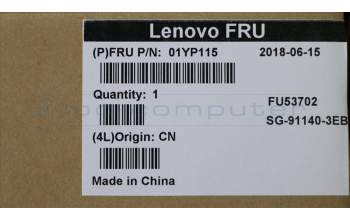 Lenovo FRU
(P)FRU P/N: 01YP115 2018-06-15
Quantity: 1
FU53702
SG-91140-3EB
(4L)Origin: CN
Made in China